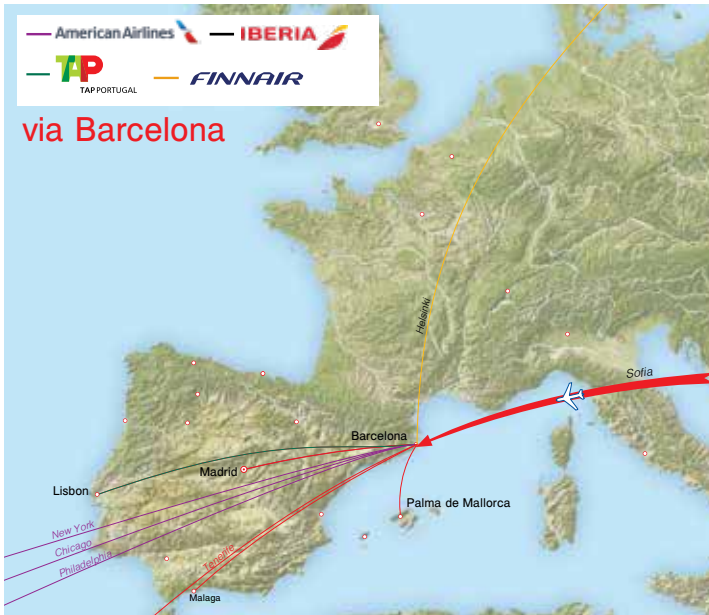 American Airlines
IBERIA
TAP
TAP PORTUGAL
FINNAIR
via Barcelona
Helsinki
Sofia
Barcelona
Madrid
Lisbon
Palma de Mallorca
New York
Chicago
Philadelphia
Tenerife
Malaga